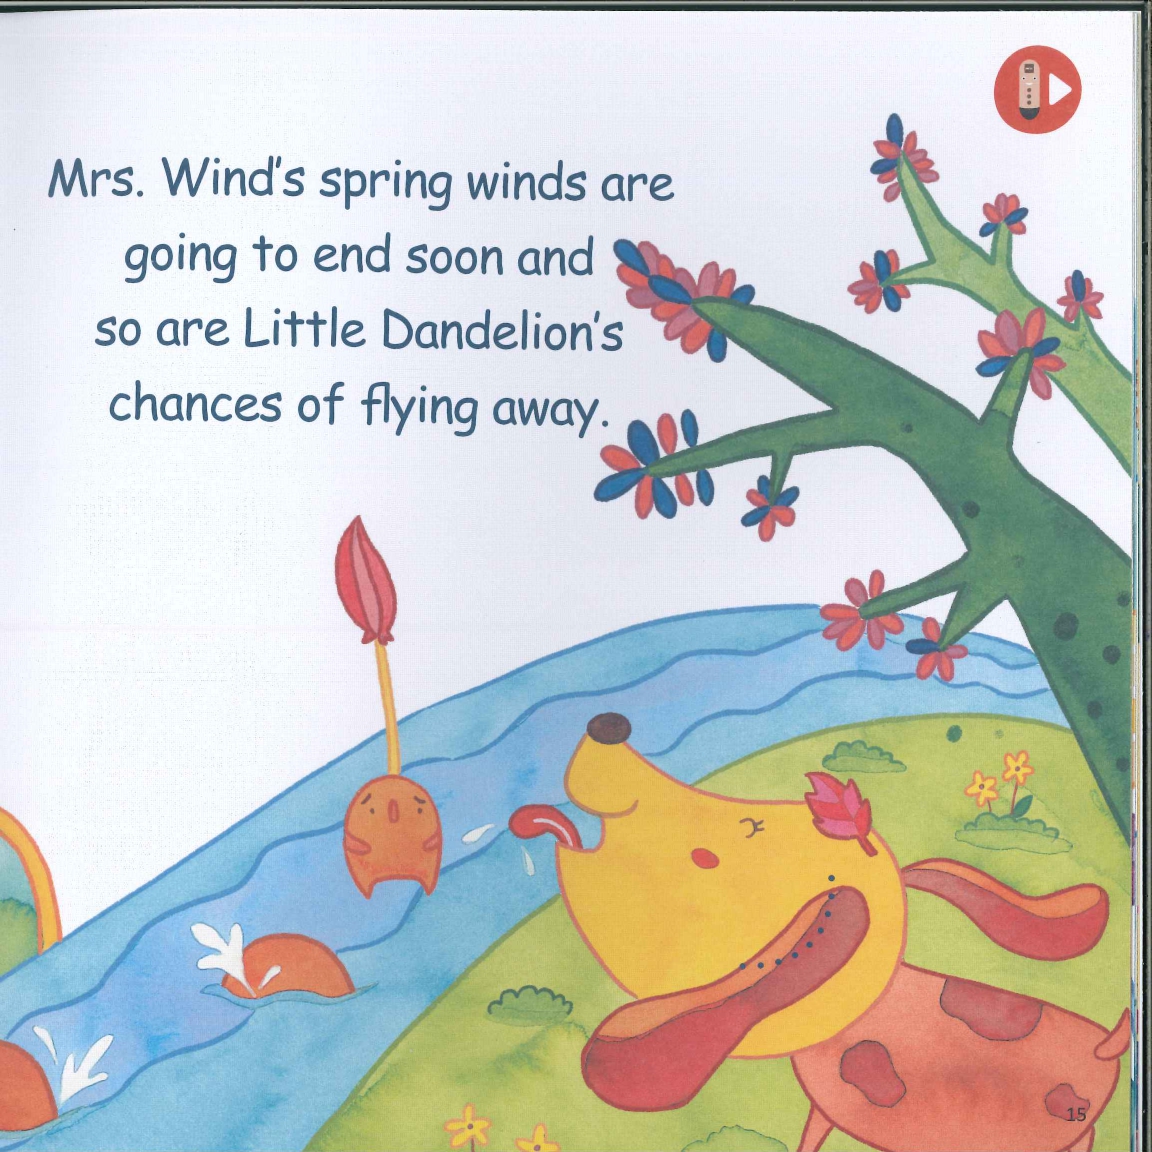 Mrs. Wind's spring winds are
going to end soon and
so are Little Dandelion's
chances of flying away.
15